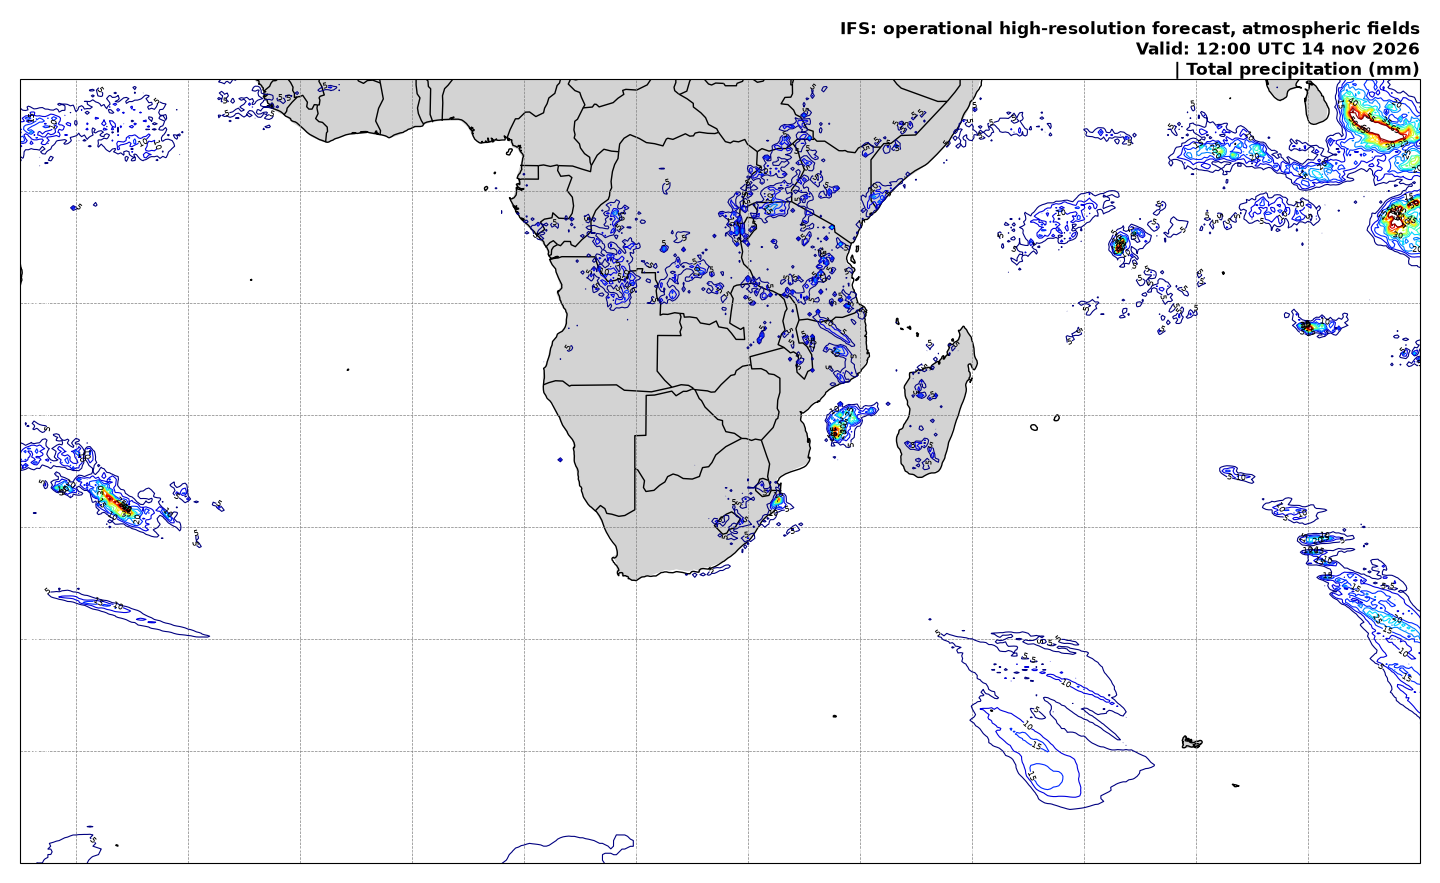 IFS: operational high-resolution forecast, atmospheric fields
Valid: 12:00 UTC 14 nov 2026
| Total precipitation (mm)